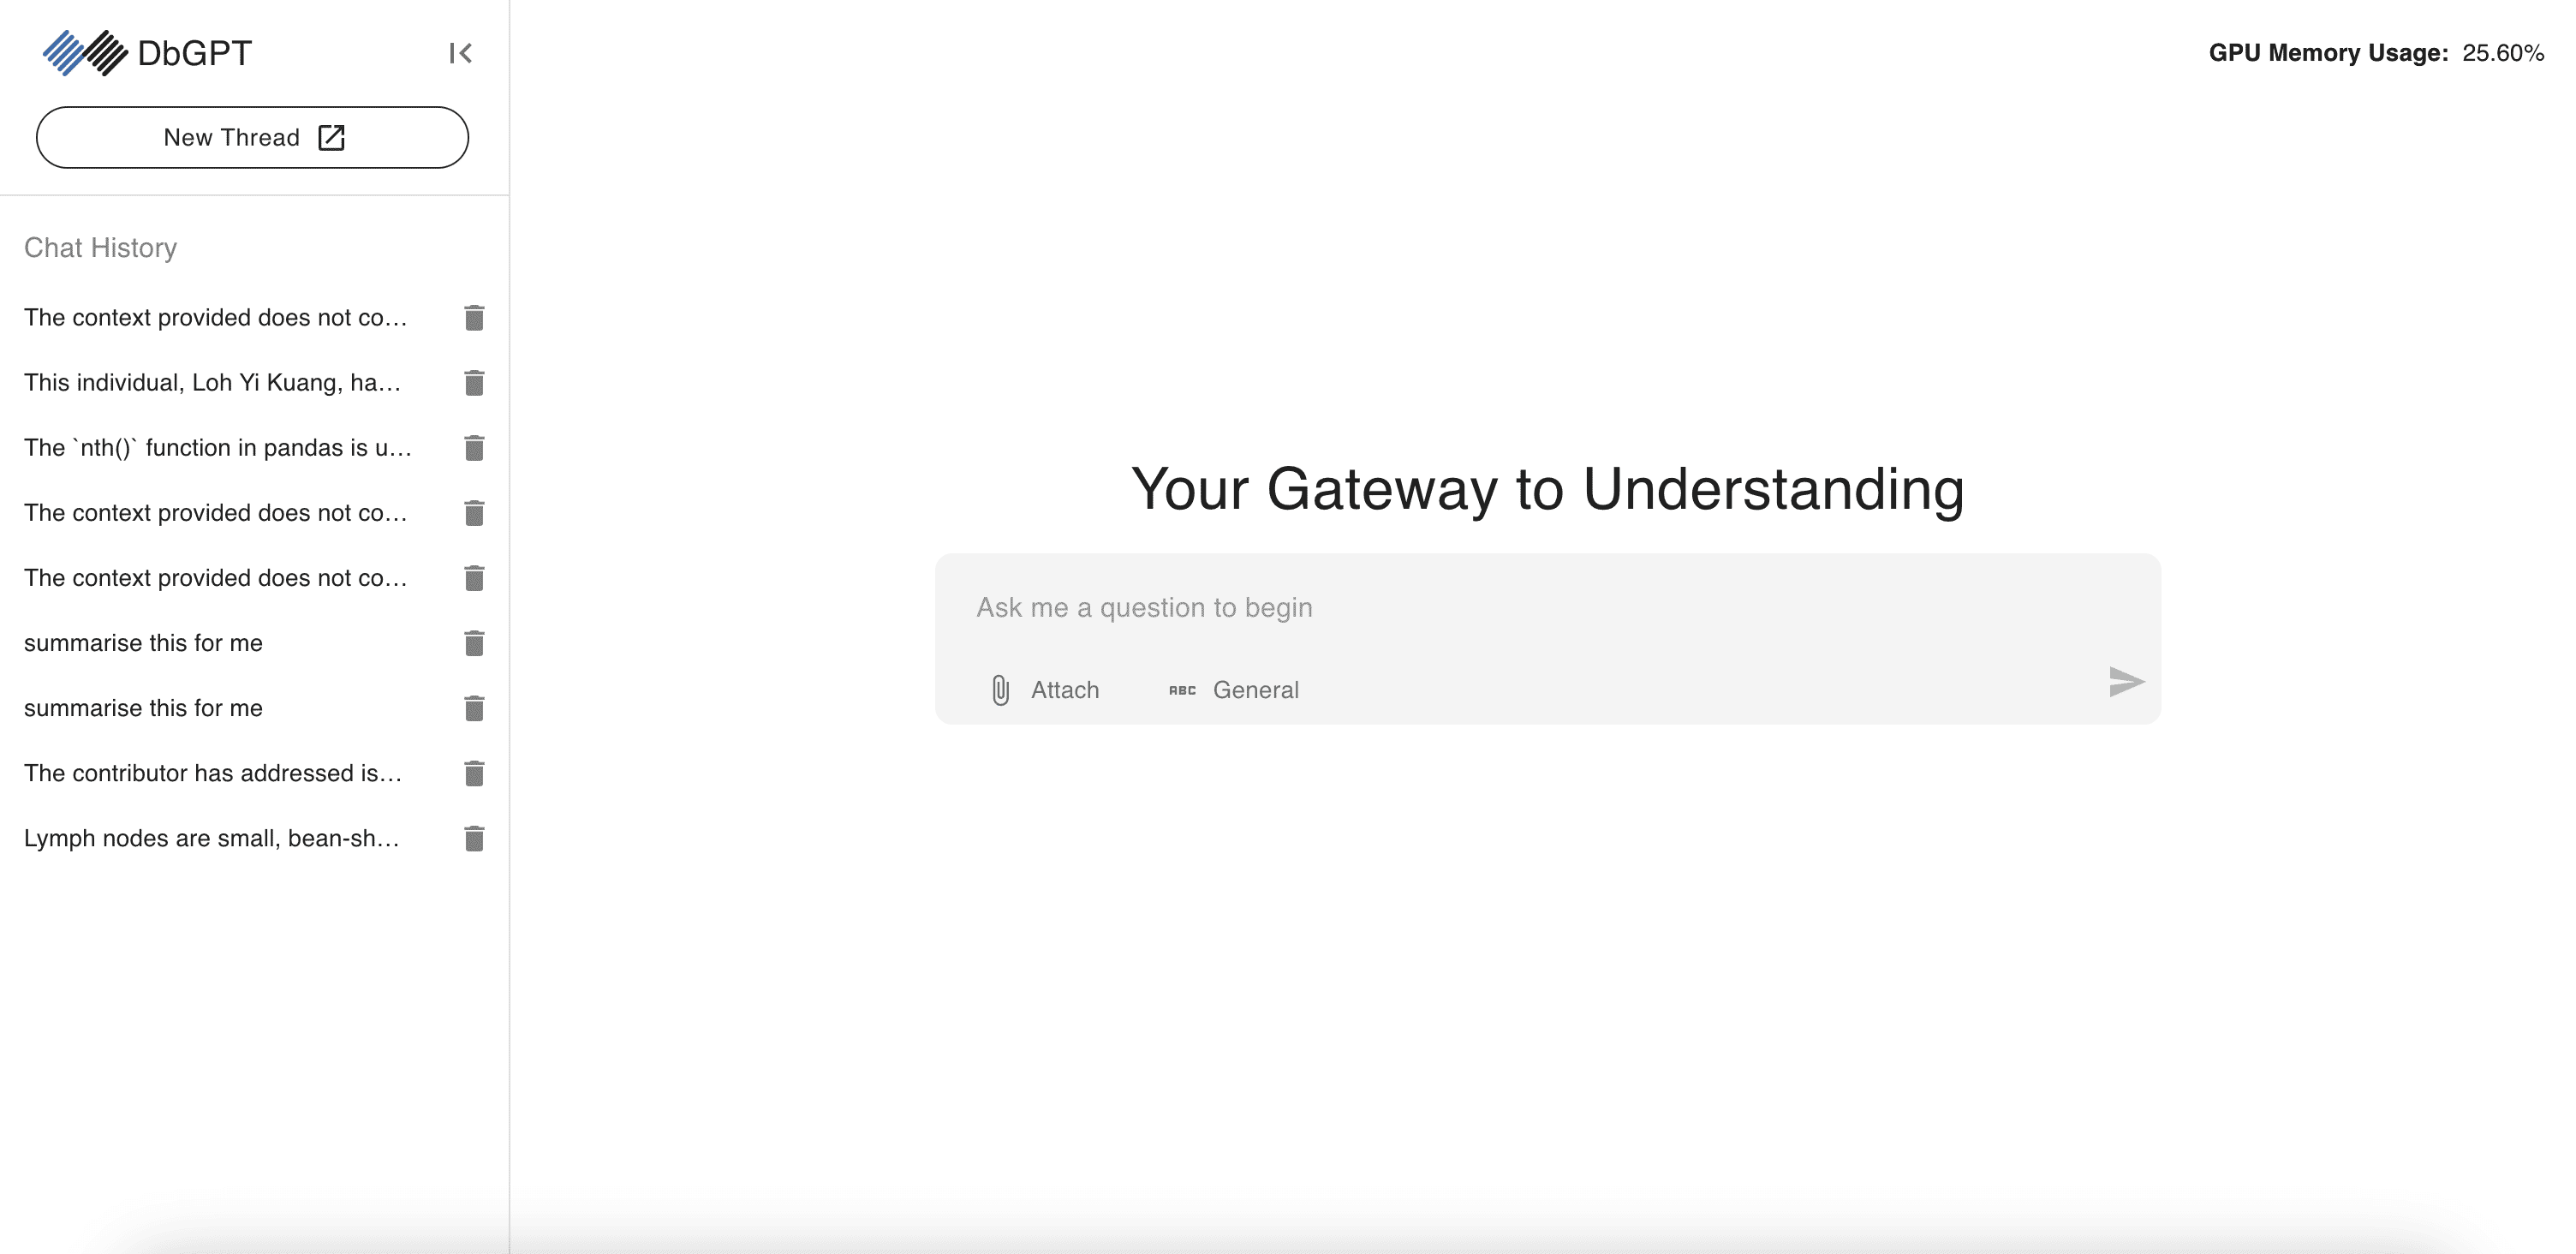 DbGPT
New Thread
Chat History
The context provided does not co...
This individual, Loh Yi Kuang, ha...
The `nth()` function in pandas is u...
The context provided does not co...
The context provided does not co...
summarise this for me
summarise this for me
The contributor has addressed is...
Lymph nodes are small, bean-sh...
GPU Memory Usage: 25.60%
Your Gateway to Understanding
Ask me a question to begin
Attach ABC General